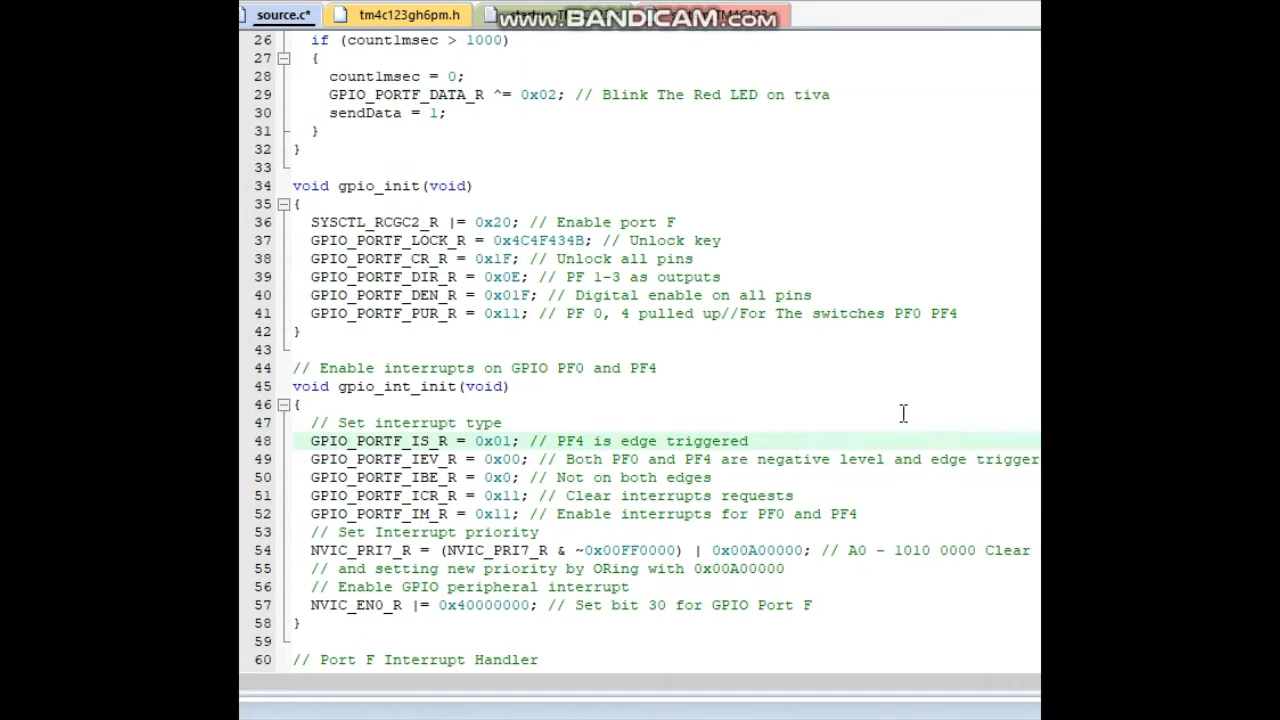 source.c* tm4c123gh6pm.h
www.BANDICAM.com
26 if (count1msec > 1000)
27 {
28 count1msec = 0;
29 GPIO_PORTF_DATA_R ^= 0x02; // Blink The Red LED on tiva
30 sendData = 1;
31 }
32 }
33
34 void gpio_init(void)
35 {
36 SYSCTL_RCGC2_R |= 0x20; // Enable port F
37 GPIO_PORTF_LOCK_R = 0x4C4F434B; // Unlock key
38 GPIO_PORTF_CR_R = 0x1F; // Unlock all pins
39 GPIO_PORTF_DIR_R = 0x0E; // PF 1-3 as outputs
40 GPIO_PORTF_DEN_R = 0x01F; // Digital enable on all pins
41 GPIO_PORTF_PUR_R = 0x11; // PF 0, 4 pulled up//For The switches PF0 PF4
42 }
43
44 // Enable interrupts on GPIO PF0 and PF4
45 void gpio_int_init(void)
46 {
47 // Set interrupt type
48 GPIO_PORTF_IS_R = 0x01; // PF4 is edge triggered
49 GPIO_PORTF_IEV_R = 0x00; // Both PF0 and PF4 are negative level and edge trigger
50 GPIO_PORTF_IBE_R = 0x0; // Not on both edges
51 GPIO_PORTF_ICR_R = 0x11; // Clear interrupts requests
52 GPIO_PORTF_IM_R = 0x11; // Enable interrupts for PF0 and PF4
53 // Set Interrupt priority
54 NVIC_PRI7_R = (NVIC_PRI7_R & ~0x00FF0000) | 0x00A00000; // A0 - 1010 0000 Clear
55 // and setting new priority by ORing with 0x00A00000
56 // Enable GPIO peripheral interrupt
57 NVIC_EN0_R |= 0x40000000; // Set bit 30 for GPIO Port F
58 }
59
60 // Port F Interrupt Handler